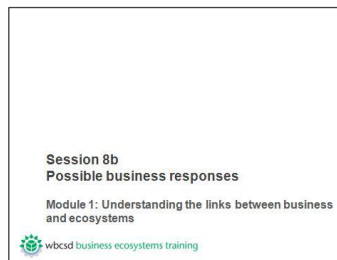 Session 8b
Possible business responses
Module 1: Understanding the links between business
and ecosystems
wbcsd business ecosystems training